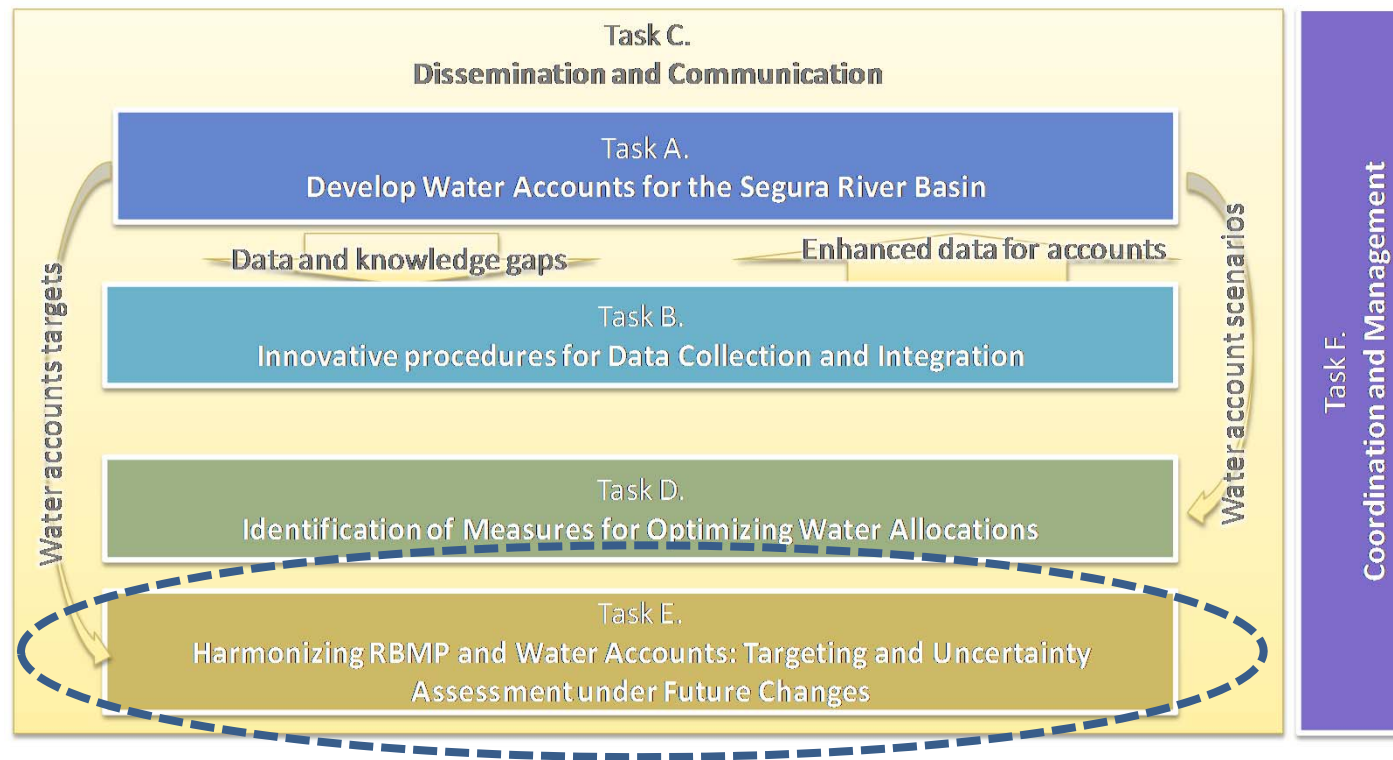 Task C.
Dissemination and Communication
Task A.
Develop Water Accounts for the Segura River Basin
Data and knowledge gaps
Enhanced data for accounts
Task B.
Innovative procedures for Data Collection and Integration
Task D.
Identification of Measures for Optimizing Water Allocations
Task E.
Harmonizing RBMP and Water Accounts: Targeting and Uncertainty
Assessment under Future Changes
Water accounts targets
Water account scenarios
Task F.
Coordination and Management